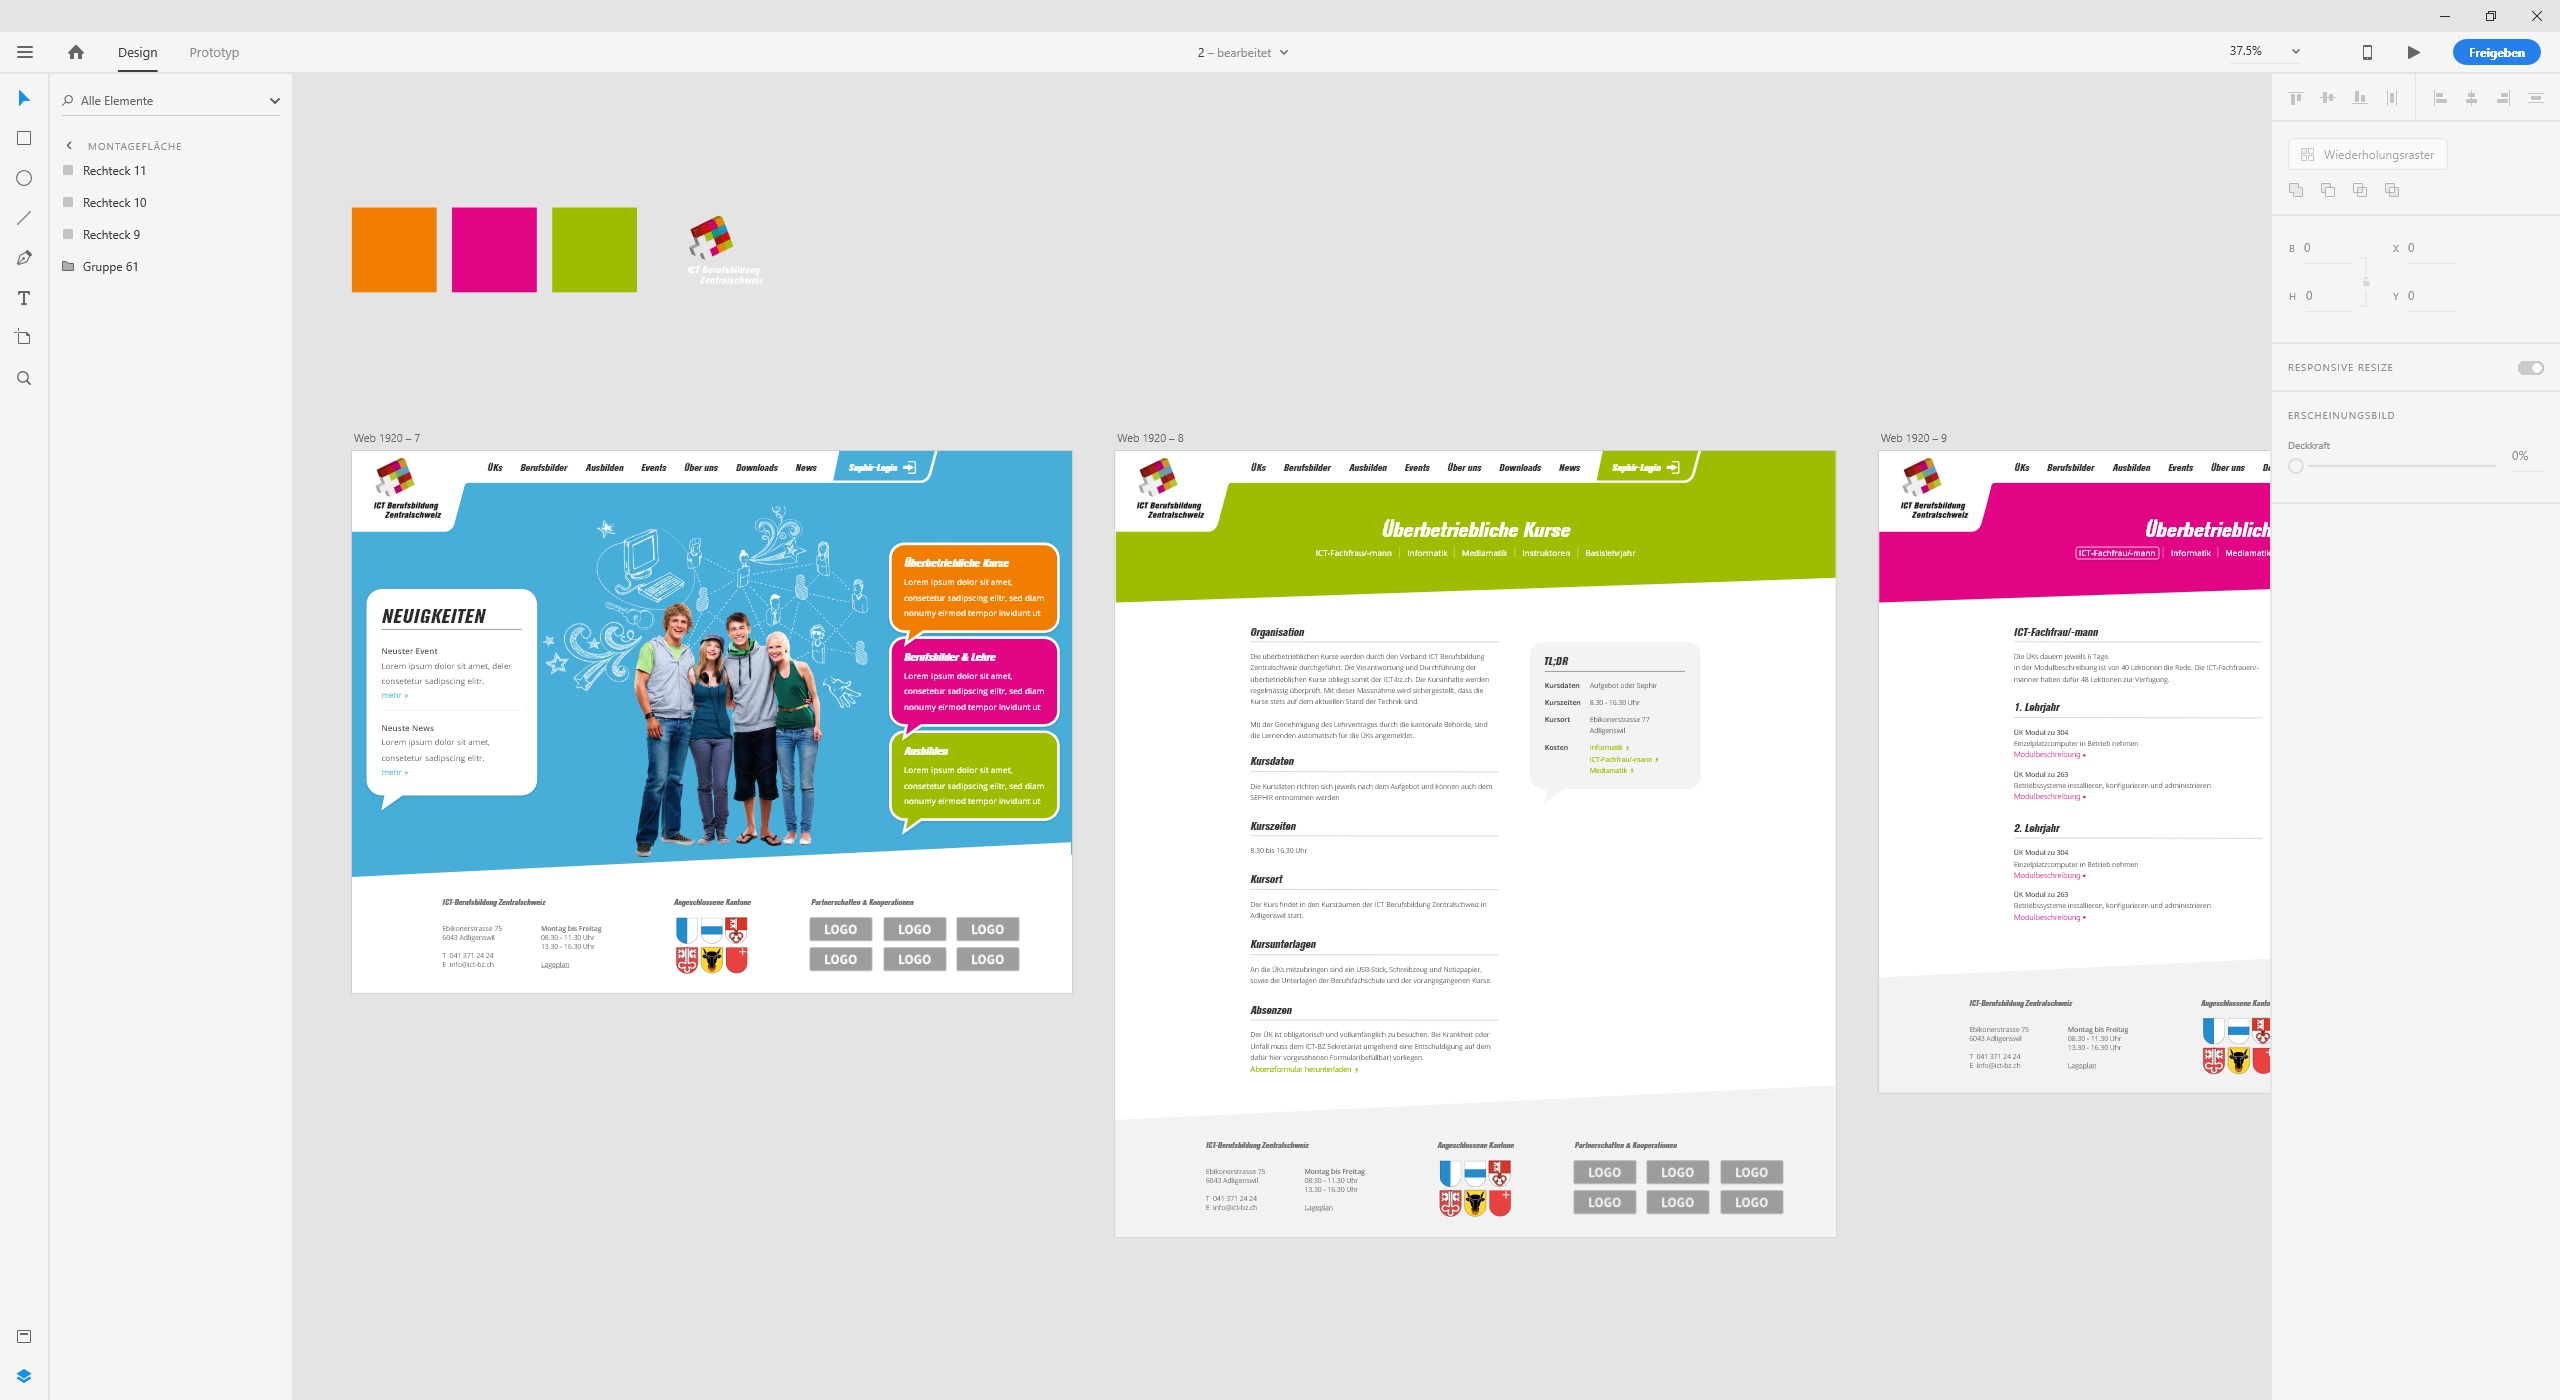 Design
Prototyp
2 – bearbeitet
37.5%
Freigeben
Alle Elemente
MONTAGEFLÄCHE
Rechteck 11
Rechteck 10
Rechteck 9
Gruppe 61
ICT Berufsbildung
Zentralschweiz
Web 1920 – 7
ICT Berufsbildung
Zentralschweiz
ÜKs Berufsbilder Ausbilden Events Über uns Downloads News Sephir-Login
NEUIGKEITEN
Neuster Event
Lorem ipsum dolor sit amet, deler
consetetur sadipscing elitr.
mehr »
Neuste News
Lorem ipsum dolor sit amet,
consetetur sadipscing elitr.
mehr »
Überbetriebliche Kurse
Lorem ipsum dolor sit amet,
consetetur sadipscing elitr, sed diam
nonumy eirmod tempor invidunt ut
Berufsbilder & Lehre
Lorem ipsum dolor sit amet,
consetetur sadipscing elitr, sed diam
nonumy eirmod tempor invidunt ut
Ausbilden
Lorem ipsum dolor sit amet,
consetetur sadipscing elitr, sed diam
nonumy eirmod tempor invidunt ut
ICT-Berufsbildung Zentralschweiz
Ebikonerstrasse 75
6043 Adligenswil
T 041 371 24 24
E info@ict-bz.ch
Montag bis Freitag
08.30 - 11.30 Uhr
13.30 - 16.30 Uhr
Lageplan
Angeschlossene Kantone
Partnerschaften & Kooperationen
LOGO LOGO LOGO
LOGO LOGO LOGO
Web 1920 – 8
ICT Berufsbildung
Zentralschweiz
ÜKs Berufsbilder Ausbilden Events Über uns Downloads News Sephir-Login
Überbetriebliche Kurse
ICT-Fachfrau/-mann Informatik Mediamatik Instruktoren Basislehrjahr
Organisation
Die überbetrieblichen Kurse werden durch den Verband ICT Berufsbildung
Zentralschweiz durchgeführt. Die Verantwortung und Durchführung der
überbetrieblichen Kurse obliegt somit der ICT-bz.ch. Die Kursinhalte werden
regelmässig überprüft. Mit dieser Massnahme wird sichergestellt, dass die
Kurse stets auf dem aktuellen Stand der Technik sind.
Mit der Genehmigung des Lehrvertrages durch die kantonale Behörde, sind
die Lernenden automatisch für die ÜKs angemeldet.
Kursdaten
Die Kursdaten richten sich jeweils nach dem Aufgebot und können auch dem
SEPHIR entnommen werden
Kurszeiten
8.30 bis 16.30 Uhr
Kursort
Der Kurs findet in den Kursräumen der ICT Berufsbildung Zentralschweiz in
Adligenswil statt.
Kursunterlagen
An die ÜKs mitzubringen sind ein USB-Stick, Schreibzeug und Notizpapier,
sowie die Unterlagen der Berufsfachschule und der vorangegangenen Kurse.
Absenzen
Der ÜK ist obligatorisch und vollumfänglich zu besuchen. Bei Krankheit oder
Unfall muss dem ICT-BZ Sekretariat umgehend eine Entschuldigung auf dem
dafür hier vorgesehenen Formular(befüllbar) vorliegen.
Absenzformular herunterladen
TL;DR
Kursdaten Aufgebot oder Sephir
Kurszeiten 8.30 - 16.30 Uhr
Kursort Ebikonerstrasse 77
Adligenswil
Kosten Informatik
ICT-Fachfrau/-mann
Mediamatik
ICT-Berufsbildung Zentralschweiz
Ebikonerstrasse 75
6043 Adligenswil
T 041 371 24 24
E info@ict-bz.ch
Montag bis Freitag
08.30 - 11.30 Uhr
13.30 - 16.30 Uhr
Lageplan
Angeschlossene Kantone
Partnerschaften & Kooperationen
LOGO LOGO LOGO
LOGO LOGO LOGO
Web 1920 – 9
ICT Berufsbildung
Zentralschweiz
ÜKs Berufsbilder Ausbilden Events Über uns Do
Überbetrieblich
ICT-Fachfrau/-mann Informatik Mediamatik
ICT-Fachfrau/-mann
Die ÜKs dauern jeweils 6 Tage.
In der Modulbeschreibung ist von 40 Lektionen die Rede. Die ICT-Fachfrauen/-
männer haben dafür 48 Lektionen zur Verfügung.
1. Lehrjahr
ÜK Modul zu 304
Einzelplatzcomputer in Betrieb nehmen
Modulbeschreibung
ÜK Modul zu 263
Betriebssysteme installieren, konfigurieren und administrieren
Modulbeschreibung
2. Lehrjahr
ÜK Modul zu 304
Einzelplatzcomputer in Betrieb nehmen
Modulbeschreibung
ÜK Modul zu 263
Betriebssysteme installieren, konfigurieren und administrieren
Modulbeschreibung
ICT-Berufsbildung Zentralschweiz
Ebikonerstrasse 75
6043 Adligenswil
T 041 371 24 24
E info@ict-bz.ch
Montag bis Freitag
08.30 - 11.30 Uhr
13.30 - 16.30 Uhr
Lageplan
Angeschlossene Kanto
Wiederholungsraster
B 0 X 0
H 0 Y 0
RESPONSIVE RESIZE
ERSCHEINUNGSBILD
Deckkraft
0%